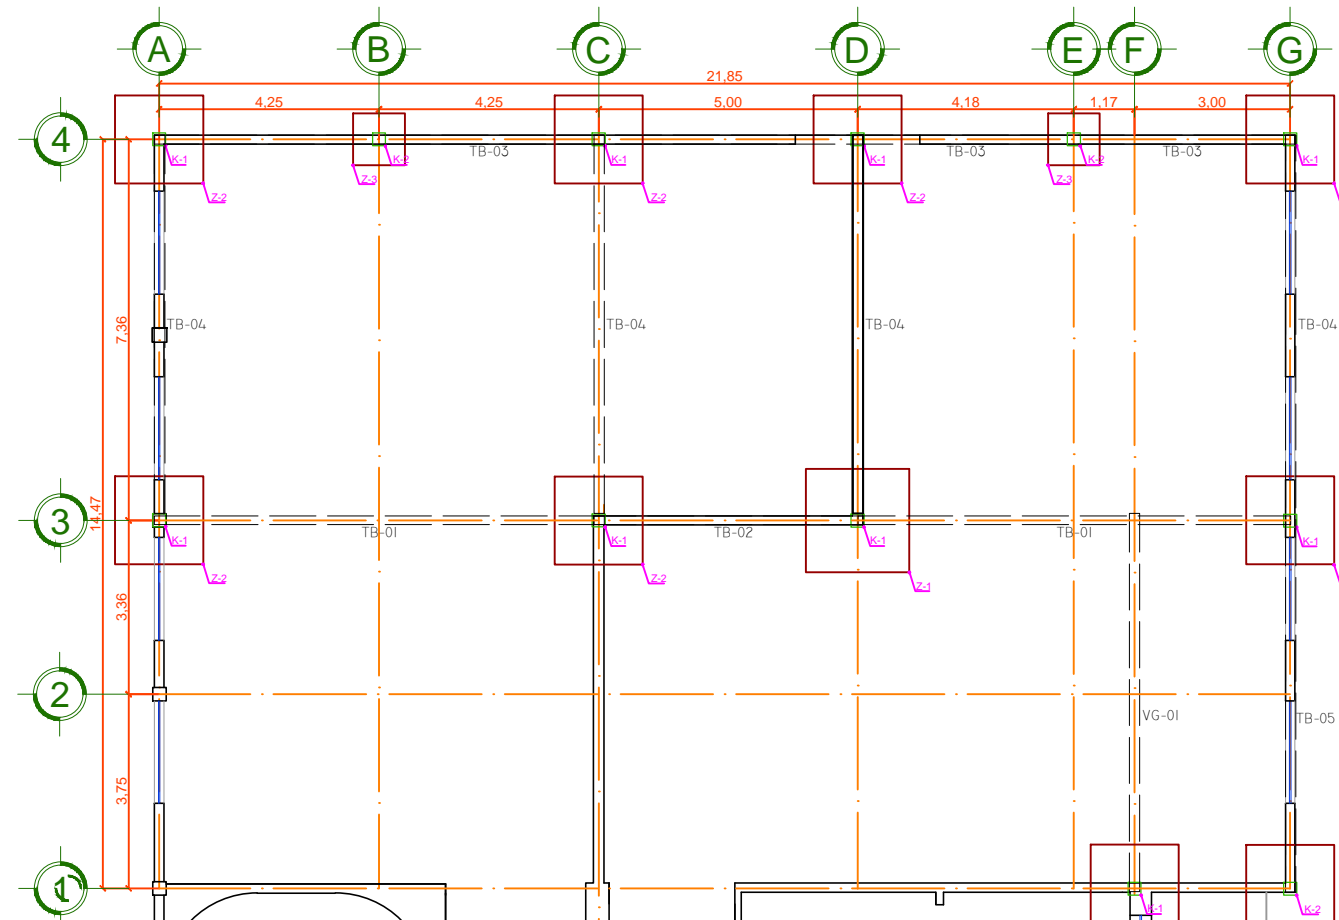 A B C D E F G
21,85
4,25 4,25 5,00 4,18 1,17 3,00
4
TB-03 TB-03 TB-03
K-1 K-2 K-1 K-1 K-2 K-1
Z-3 Z-3
Z-2 Z-2 Z-2
7,36
TB-04 TB-04 TB-04 TB-04
14,47
3
TB-01 TB-02 TB-01
K-1 K-1 K-1 K-1
Z-2 Z-2 Z-1
3,36
2
VG-01 TB-05
3,75
1
K-1 K-2